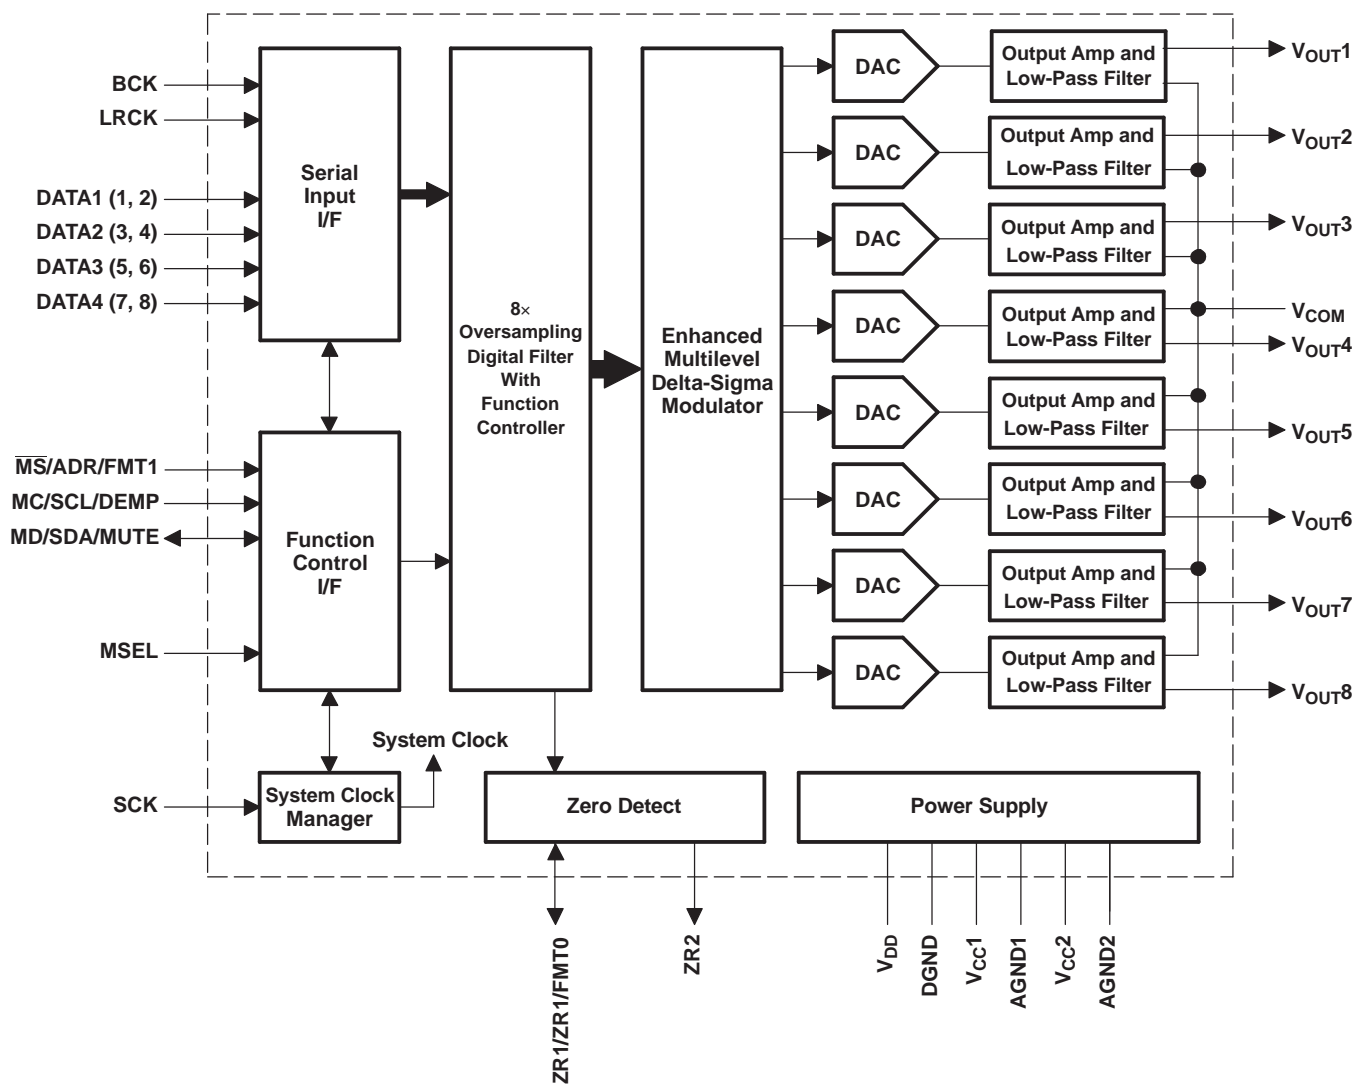 BCK
LRCK
DATA1 (1, 2)
DATA2 (3, 4)
DATA3 (5, 6)
DATA4 (7, 8)
MS/ADR/FMT1
MC/SCL/DEMP
MD/SDA/MUTE
MSEL
SCK
Serial
Input
I/F
Function
Control
I/F
System Clock
Manager
System Clock
8×
Oversampling
Digital Filter
With
Function
Controller
Enhanced
Multilevel
Delta-Sigma
Modulator
DAC
Output Amp and
Low-Pass Filter
VOUT1
DAC
Output Amp and
Low-Pass Filter
VOUT2
DAC
Output Amp and
Low-Pass Filter
VOUT3
DAC
Output Amp and
Low-Pass Filter
VCOM
VOUT4
DAC
Output Amp and
Low-Pass Filter
VOUT5
DAC
Output Amp and
Low-Pass Filter
VOUT6
DAC
Output Amp and
Low-Pass Filter
VOUT7
DAC
Output Amp and
Low-Pass Filter
VOUT8
Zero Detect
Power Supply
ZR1/ZR1/FMT0
ZR2
VDD
DGND
VCC1
AGND1
VCC2
AGND2